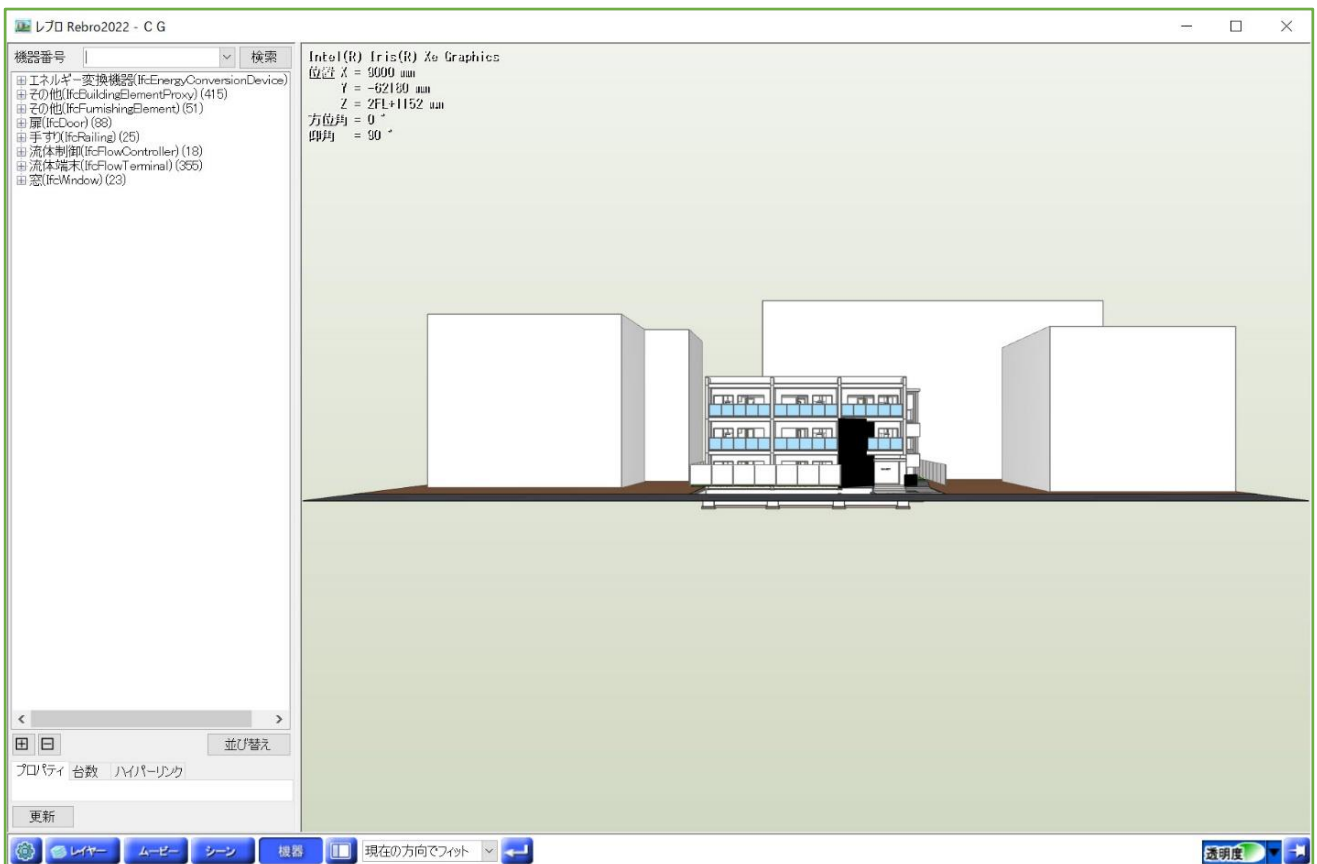 レブロ Rebro2022 - C G
機器番号
検索
エネルギー変換機器(IfcEnergyConversionDevice)
その他(IfcBuildingElementProxy) (415)
その他(IfcFurnishingElement) (51)
扉(IfcDoor) (88)
手すり(IfcRailing) (25)
流体制御(IfcFlowController) (18)
流体端末(IfcFlowTerminal) (355)
窓(IfcWindow) (23)
並び替え
プロパティ 台数 ハイパーリンク
更新
Intel(R) Iris(R) Xe Graphics
位置 X = 9000 mm
Y = -62180 mm
Z = 2FL+1152 mm
方位角 = 0 °
仰角 = 90 °
レイヤー ムービー シーン 機器 現在の方向でフィット 透明度